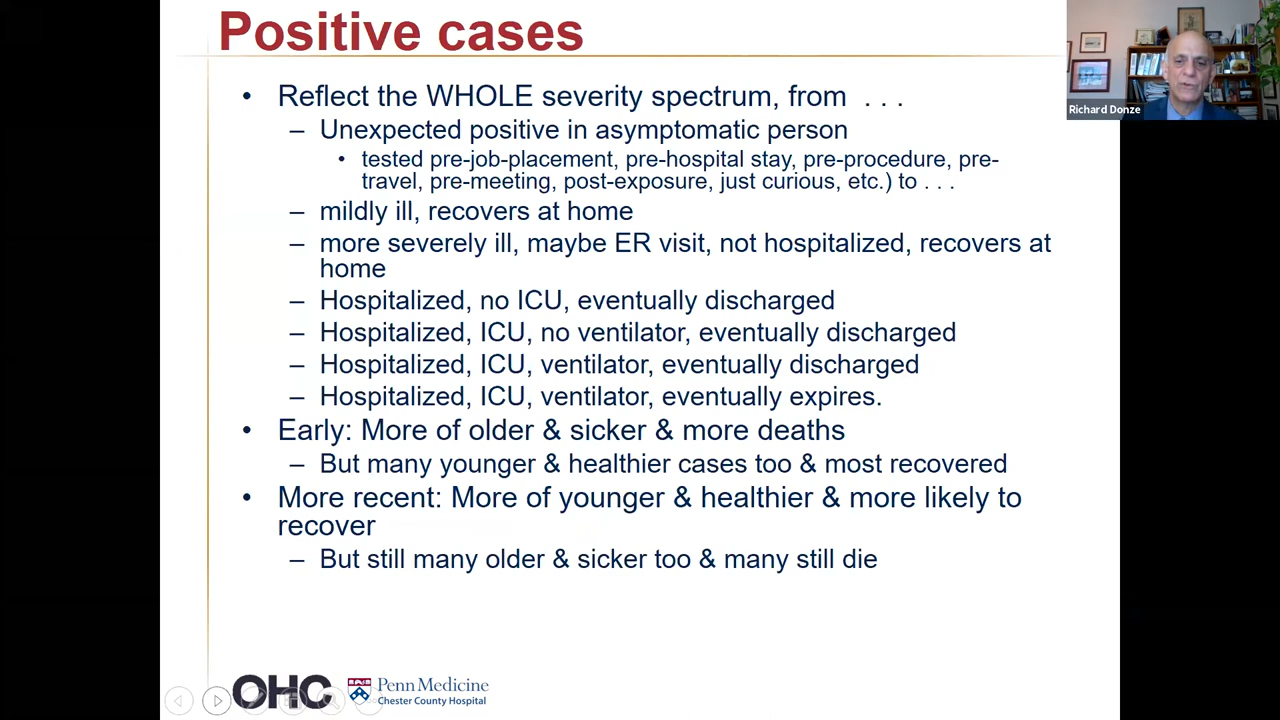 Positive cases
• Reflect the WHOLE severity spectrum, from . . .
– Unexpected positive in asymptomatic person
• tested pre-job-placement, pre-hospital stay, pre-procedure, pre-
travel, pre-meeting, post-exposure, just curious, etc.) to . . .
– mildly ill, recovers at home
– more severely ill, maybe ER visit, not hospitalized, recovers at
home
– Hospitalized, no ICU, eventually discharged
– Hospitalized, ICU, no ventilator, eventually discharged
– Hospitalized, ICU, ventilator, eventually discharged
– Hospitalized, ICU, ventilator, eventually expires.
• Early: More of older & sicker & more deaths
– But many younger & healthier cases too & most recovered
• More recent: More of younger & healthier & more likely to
recover
– But still many older & sicker too & many still die
Richard Donze
OHC
Penn Medicine
Chester County Hospital